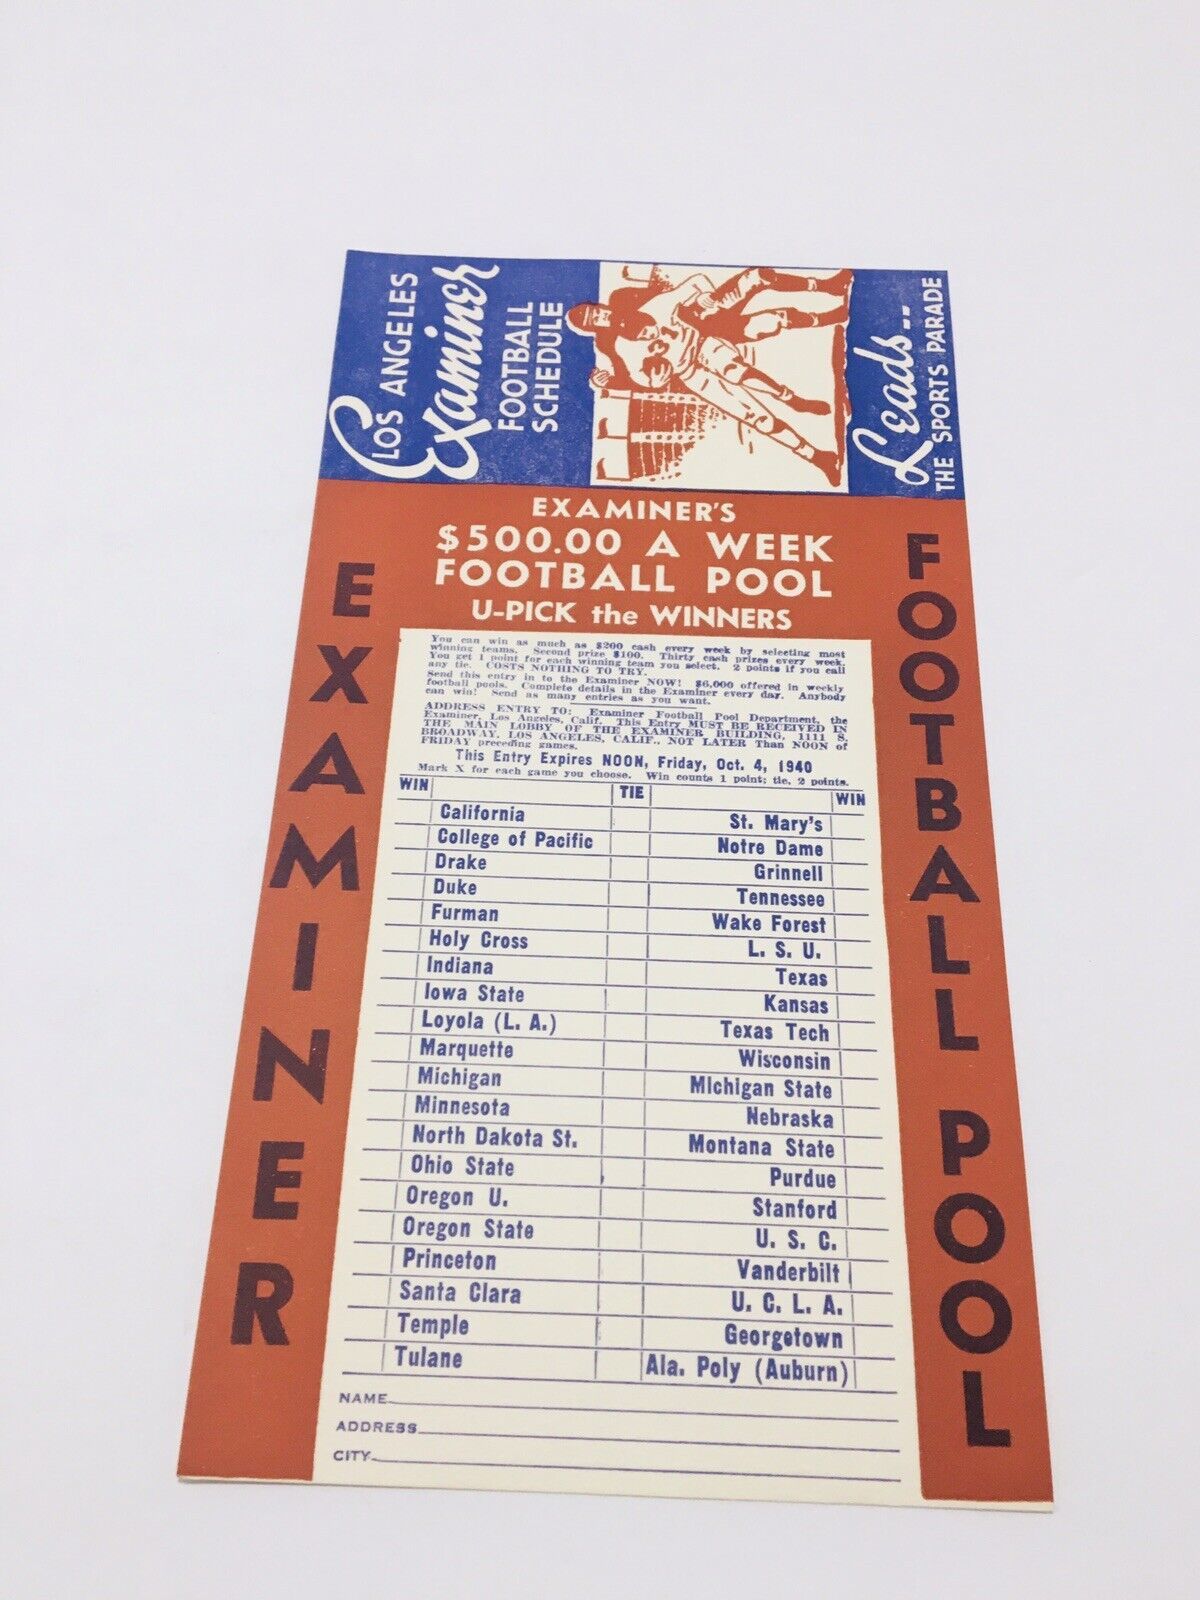 LOS ANGELES
Examiner
FOOTBALL
SCHEDULE
Leads--
THE SPORTS PARADE
EXAMINER'S
$500.00 A WEEK
FOOTBALL POOL
U-PICK the WINNERS
EXAMINER
FOOTBALL POOL
You can win as much as $200 cash every week by selecting most
winning teams. Second prize $100. Thirty cash prizes every week.
You get 1 point for each winning team you select. 2 points if you call
any tie. COSTS NOTHING TO TRY.
Send this entry in to the Examiner NOW! $6,000 offered in weekly
football pools. Complete details in the Examiner every day. Anybody
can win! Send as many entries as you want.
ADDRESS ENTRY TO: Examiner Football Pool Department, the
Examiner, Los Angeles, Calif. This Entry MUST BE RECEIVED IN
THE MAIN LOBBY OF THE EXAMINER BUILDING, 1111 S.
BROADWAY, LOS ANGELES, CALIF., NOT LATER Than NOON of
FRIDAY preceding games.
This Entry Expires NOON, Friday, Oct. 4, 1940
Mark X for each game you choose. Win counts 1 point; tie, 2 points.
WIN TIE WIN
California St. Mary's
College of Pacific Notre Dame
Drake Grinnell
Duke Tennessee
Furman Wake Forest
Holy Cross L. S. U.
Indiana Texas
Iowa State Kansas
Loyola (L. A.) Texas Tech
Marquette Wisconsin
Michigan Michigan State
Minnesota Nebraska
North Dakota St. Montana State
Ohio State Purdue
Oregon U. Stanford
Oregon State U. S. C.
Princeton Vanderbilt
Santa Clara U. C. L. A.
Temple Georgetown
Tulane Ala. Poly (Auburn)
NAME
ADDRESS
CITY